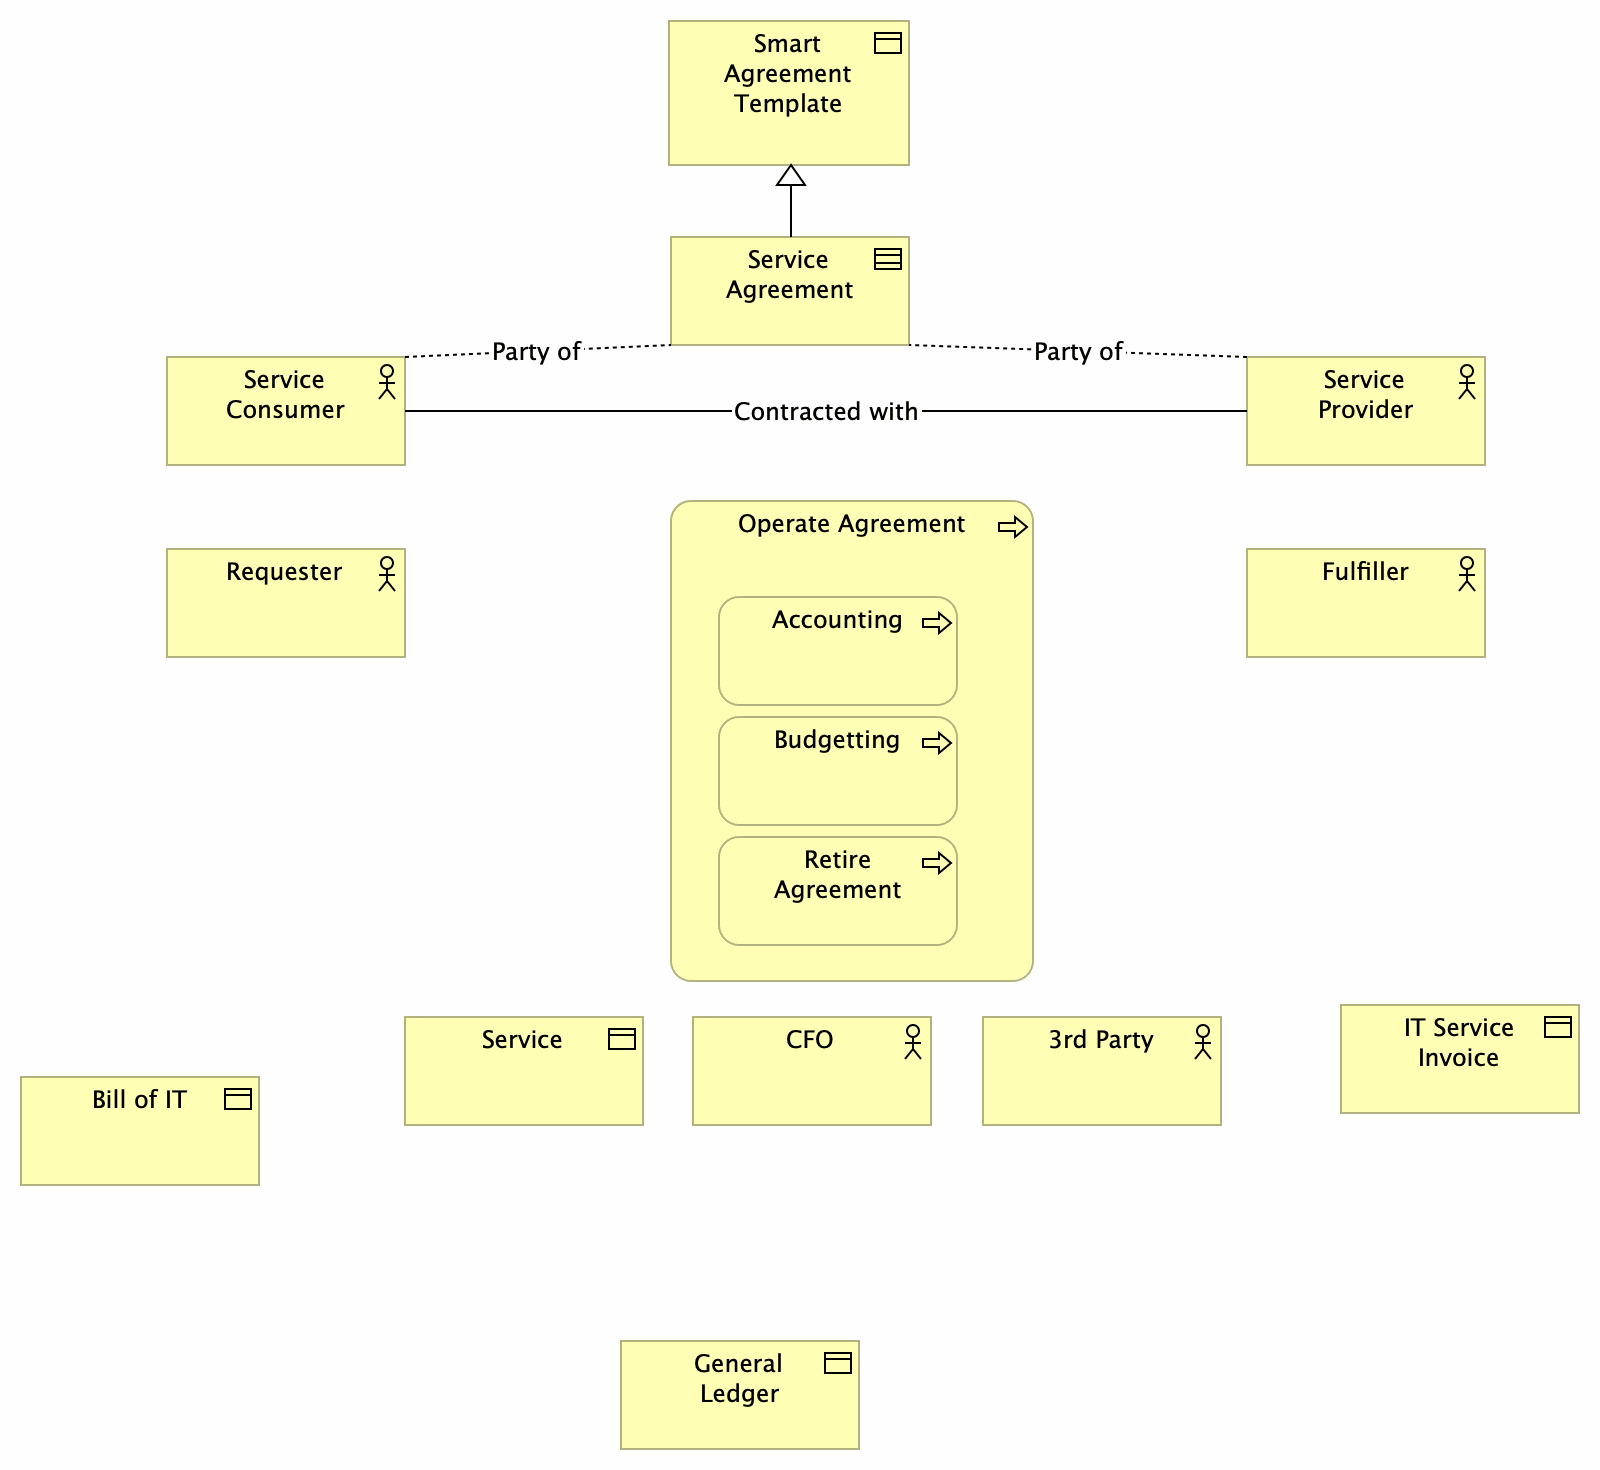 Smart
Agreement
Template
Service
Agreement
Party of
Party of
Service
Consumer
Service
Provider
Contracted with
Operate Agreement
Requester
Fulfiller
Accounting
Budgetting
Retire
Agreement
Service
CFO
3rd Party
IT Service
Invoice
Bill of IT
General
Ledger